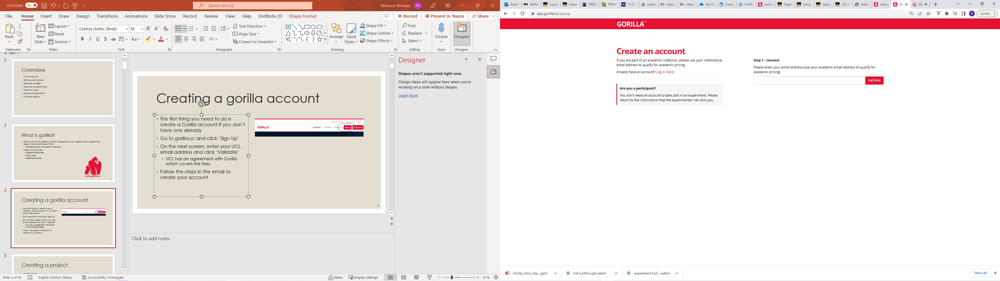 AutoSave On
Search (Alt+Q)
Rebecca Norman RN
File Home Insert Draw Design Transitions Animations Slide Show Record Review View Help EndNote 20 Shape Format
Record Present in Teams Share
Paste
New Slide
Layout
Reset
Section
Century Gothic (Body) 16
B I U S ab AV Aa A
Text Direction
Align Text
Convert to SmartArt
Arrange
Quick Styles
Shape Fill
Shape Outline
Shape Effects
Find
Replace
Select
Dictate
Designer
Clipboard Slides Font Paragraph Drawing Editing Voice Designer
Part 1
2
Overview
What is Gorilla?
Setting up an account
Creating a project
Creating a questionnaire
Creating a task
Building an Experiment
Workshop details
3
What is gorilla?
Gorilla is an online research platform designed to allow researchers to create and
deploy behavioural experiments
Gather accuracy and reaction time data
Three main features:
Questionnaire builder
Task builder
Experiment builder
www.gorilla.sc
4
Creating a gorilla account
The first thing you need to do is
create a Gorilla account if you don't
have one already
Go to gorilla.sc and click 'Sign Up'
On the next screen, enter your UCL
email address and click 'Validate'
UCL has an agreement with Gorilla
which covers the fees
Follow the steps in the email to
create your account
5
Creating a project
Creating a gorilla account
The first thing you need to do is
create a Gorilla account if you don't
have one already
Go to gorilla.sc and click 'Sign Up'
On the next screen, enter your UCL
email address and click 'Validate'
UCL has an agreement with Gorilla
which covers the fees
Follow the steps in the email to
create your account
Contact us Login
GORILLA Academic Success Product Sign Up Book Demo
4
Click to add notes
Designer
Shapes aren't supported right now.
Design Ideas will appear here when you're
working on a slide without shapes.
Learn more
Slide 4 of 85 English (United States) Accessibility: Investigate Notes Display Settings 61%
Email WeTra Course Arena PRISM PRISM 11.2.7 Updat Inbox Inbox My file Comp Prolific Lexical Digital Using Upcon UCL A Kolb's Lexica Go BB
app.gorilla.sc/signup
R Update
GORILLA™
Create an account
If you are part of an academic instituion, please use your institutional
email address to qualify for academic pricing.
Already have an account? Log in here!
Are you a participant?
You don't need an account to take part in an experiment. Please
return to the instructions that the experimenter has sent you.
Step 1 - connect
Please enter your email address (use your academic email address to qualify for
academic pricing)
Validate
Gorilla_Intro_Fee....pptx full runthrough.webm experiment buil....webm Show all